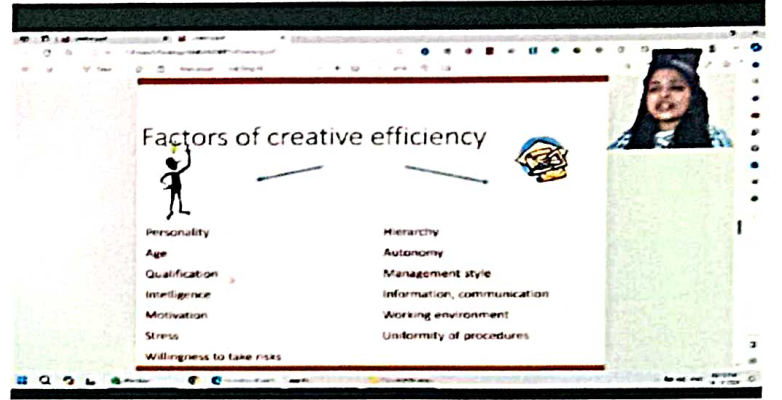 Factors of creative efficiency
Personality
Age
Qualification
Intelligence
Motivation
Stress
Willingness to take risks
Hierarchy
Autonomy
Management style
Information, communication
Working environment
Uniformity of procedures